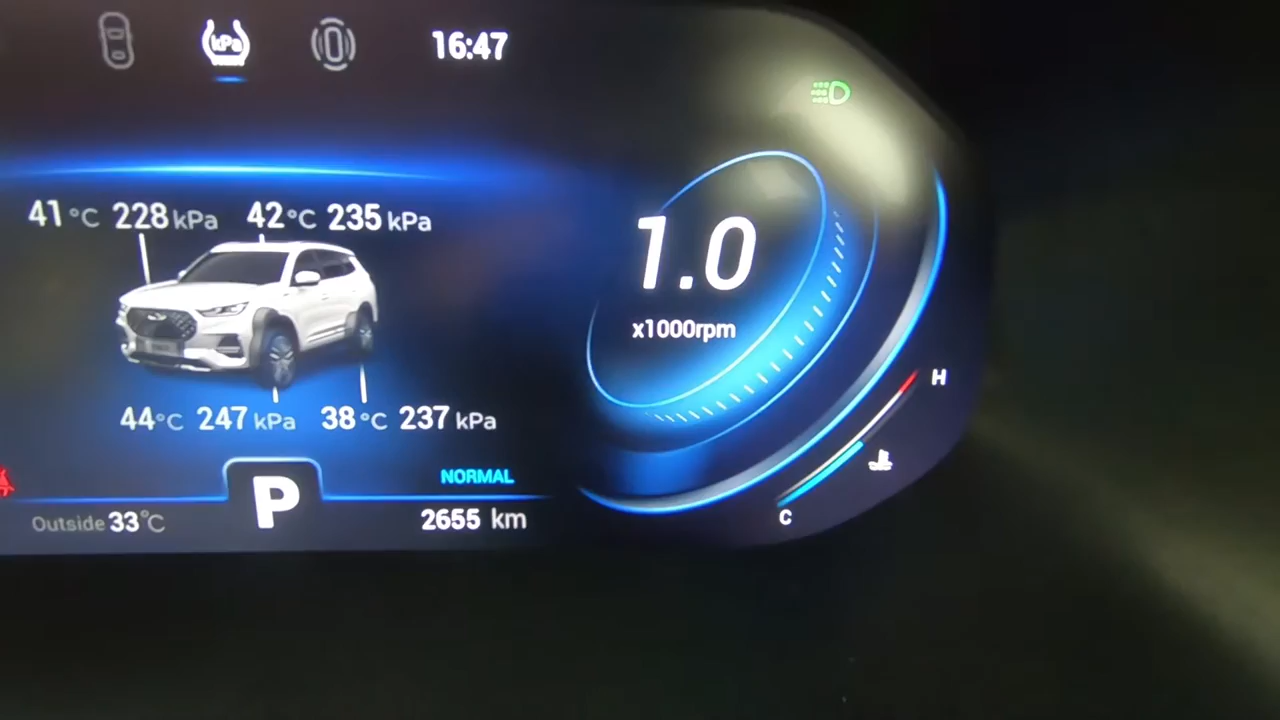 kPa
16:47
41 °C 228 kPa 42 °C 235 kPa
1.0
x1000rpm
H
44 °C 247 kPa 38 °C 237 kPa
NORMAL
P
Outside 33°C
2655 km
C